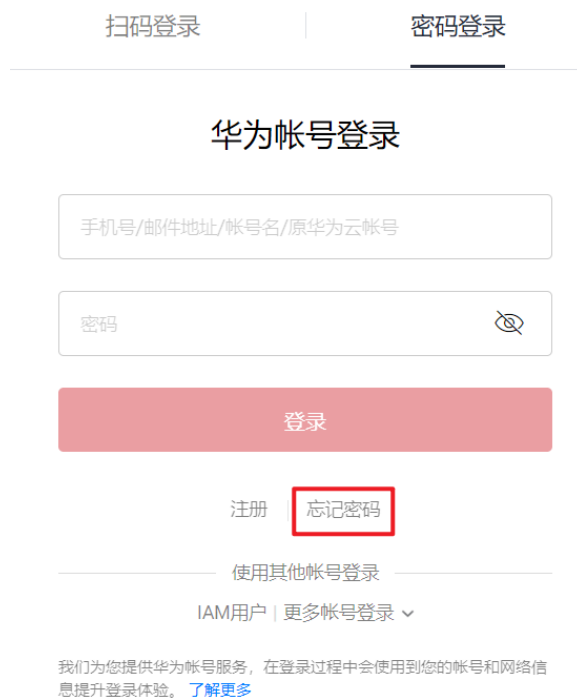 扫码登录 密码登录
华为帐号登录
手机号/邮件地址/帐号名/原华为云帐号
密码
登录
注册 | 忘记密码
使用其他帐号登录
IAM用户 | 更多帐号登录
我们为您提供华为帐号服务，在登录过程中会使用到您的帐号和网络信
息提升登录体验。 了解更多